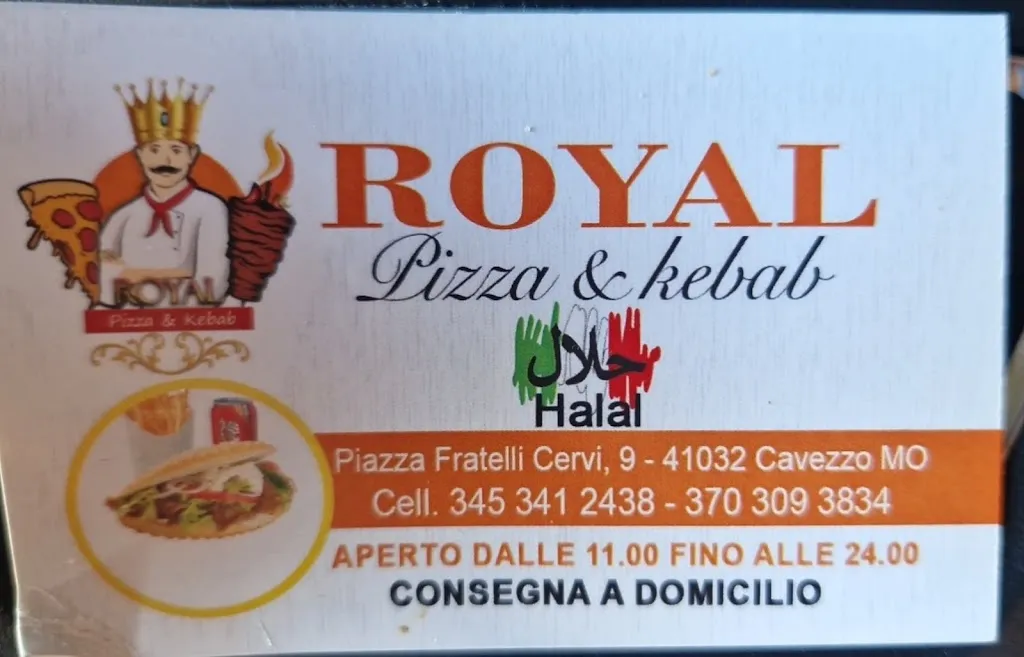 ROYAL
Pizza & kebab
حلال
Halal
ROYAL
Pizza & Kebab
Piazza Fratelli Cervi, 9 - 41032 Cavezzo MO
Cell. 345 341 2438 - 370 309 3834
APERTO DALLE 11.00 FINO ALLE 24.00
CONSEGNA A DOMICILIO